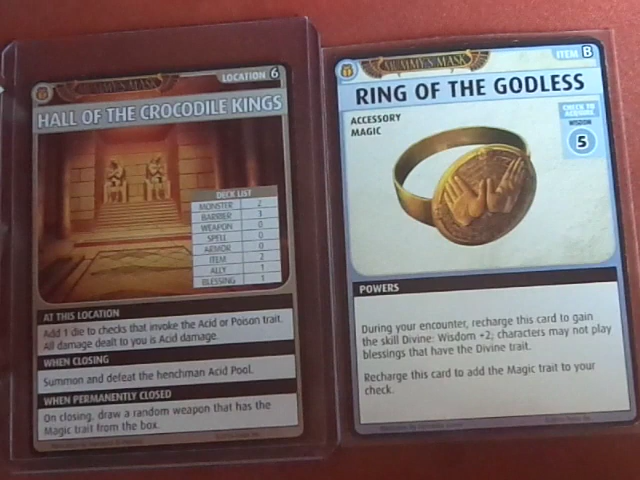 MUMMY'S MASK
LOCATION 6
HALL OF THE CROCODILE KINGS
DECK LIST
MONSTER 2
BARRIER 3
WEAPON 0
SPELL 0
ARMOR 0
ITEM 2
ALLY 1
BLESSING 1
AT THIS LOCATION
Add 1 die to checks that invoke the Acid or Poison trait.
All damage dealt to you is Acid damage.
WHEN CLOSING
Summon and defeat the henchman Acid Pool.
WHEN PERMANENTLY CLOSED
On closing, draw a random weapon that has the
Magic trait from the box.
MUMMY'S MASK
ITEM B
RING OF THE GODLESS
ACCESSORY
MAGIC
CHECK TO
ACQUIRE
WISDOM
5
POWERS
During your encounter, recharge this card to gain
the skill Divine: Wisdom +2; characters may not play
blessings that have the Divine trait.
Recharge this card to add the Magic trait to your
check.